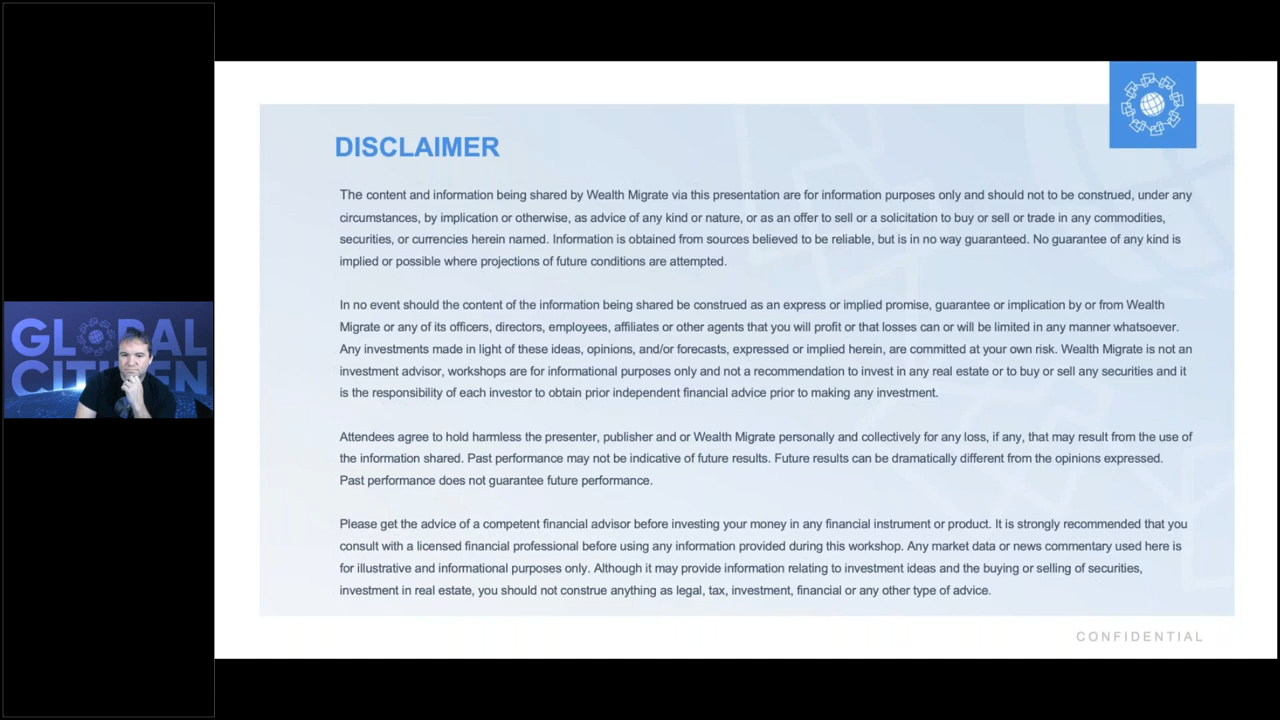 DISCLAIMER
The content and information being shared by Wealth Migrate via this presentation are for information purposes only and should not to be construed, under any
circumstances, by implication or otherwise, as advice of any kind or nature, or as an offer to sell or a solicitation to buy or sell or trade in any commodities,
securities, or currencies herein named. Information is obtained from sources believed to be reliable, but is in no way guaranteed. No guarantee of any kind is
implied or possible where projections of future conditions are attempted.
In no event should the content of the information being shared be construed as an express or implied promise, guarantee or implication by or from Wealth
Migrate or any of its officers, directors, employees, affiliates or other agents that you will profit or that losses can or will be limited in any manner whatsoever.
Any investments made in light of these ideas, opinions, and/or forecasts, expressed or implied herein, are committed at your own risk. Wealth Migrate is not an
investment advisor, workshops are for informational purposes only and not a recommendation to invest in any real estate or to buy or sell any securities and it
is the responsibility of each investor to obtain prior independent financial advice prior to making any investment.
Attendees agree to hold harmless the presenter, publisher and or Wealth Migrate personally and collectively for any loss, if any, that may result from the use of
the information shared. Past performance may not be indicative of future results. Future results can be dramatically different from the opinions expressed.
Past performance does not guarantee future performance.
Please get the advice of a competent financial advisor before investing your money in any financial instrument or product. It is strongly recommended that you
consult with a licensed financial professional before using any information provided during this workshop. Any market data or news commentary used here is
for illustrative and informational purposes only. Although it may provide information relating to investment ideas and the buying or selling of securities,
investment in real estate, you should not construe anything as legal, tax, investment, financial or any other type of advice.
CONFIDENTIAL
GLOBAL
CITIZEN